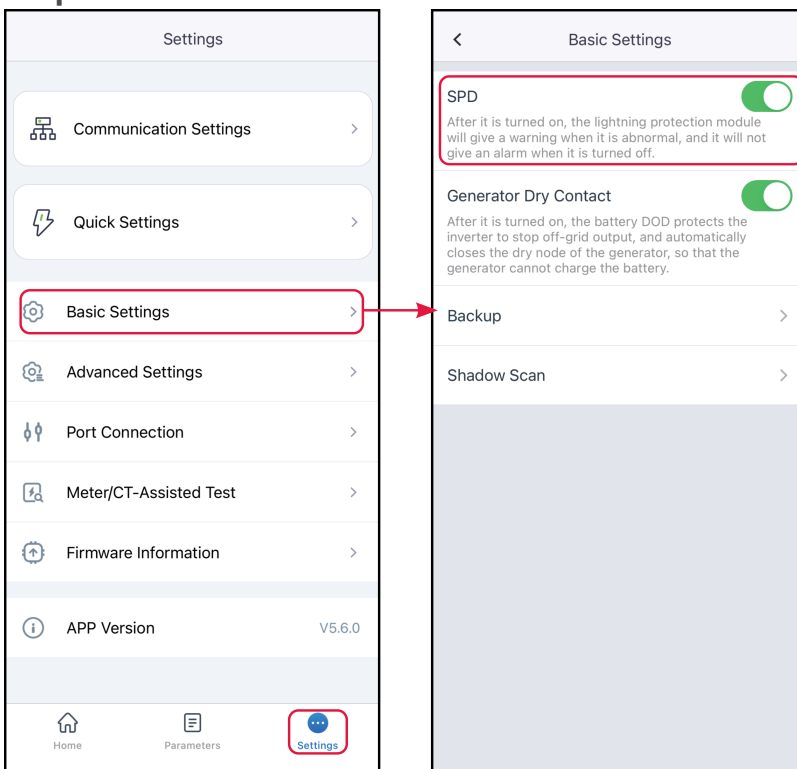 Settings
Communication Settings
Quick Settings
Basic Settings
Advanced Settings
Port Connection
Meter/CT-Assisted Test
Firmware Information
APP Version V5.6.0
Home Parameters Settings
Basic Settings
SPD
After it is turned on, the lightning protection module
will give a warning when it is abnormal, and it will not
give an alarm when it is turned off.
Generator Dry Contact
After it is turned on, the battery DOD protects the
inverter to stop off-grid output, and automatically
closes the dry node of the generator, so that the
generator cannot charge the battery.
Backup
Shadow Scan